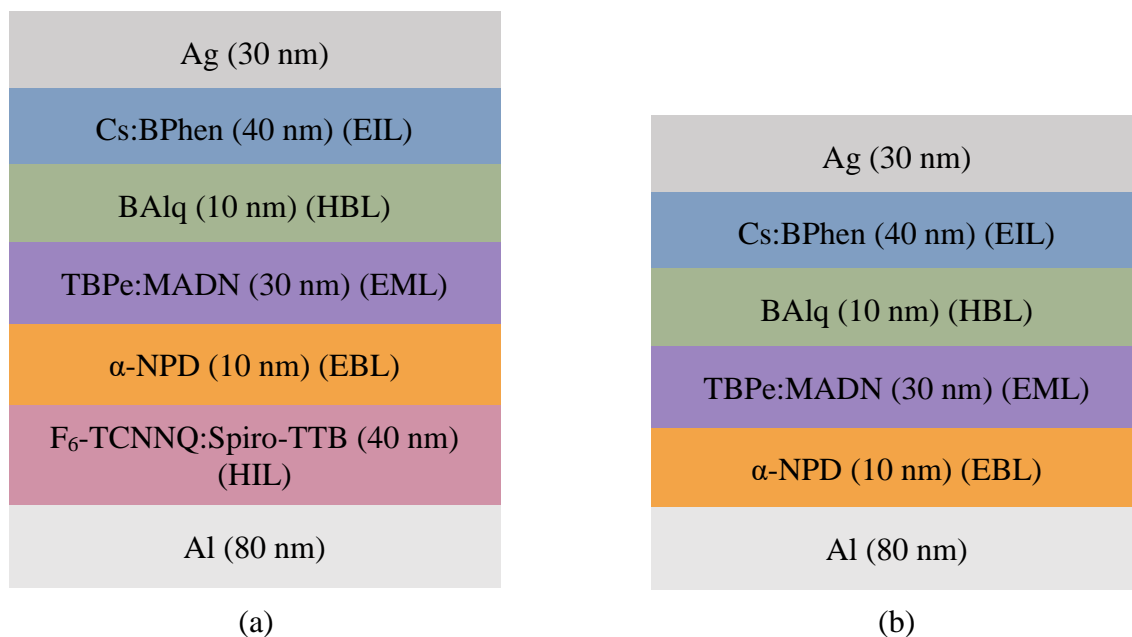 Ag (30 nm)
Cs:BPhen (40 nm) (EIL)
BAlq (10 nm) (HBL)
TBPe:MADN (30 nm) (EML)
α-NPD (10 nm) (EBL)
F₆-TCNNQ:Spiro-TTB (40 nm)
(HIL)
Al (80 nm)
(a)
Ag (30 nm)
Cs:BPhen (40 nm) (EIL)
BAlq (10 nm) (HBL)
TBPe:MADN (30 nm) (EML)
α-NPD (10 nm) (EBL)
Al (80 nm)
(b)